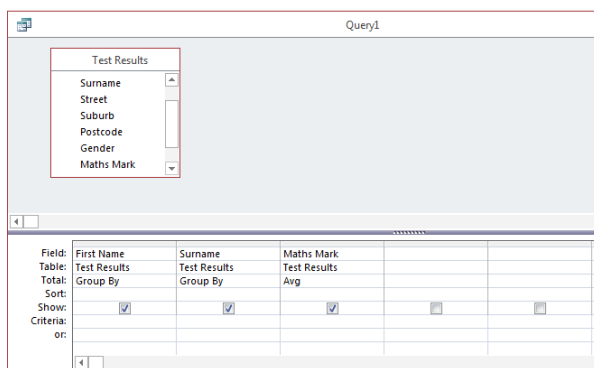 Query1
Test Results
Surname
Street
Suburb
Postcode
Gender
Maths Mark
Field: First Name Surname Maths Mark
Table: Test Results Test Results Test Results
Total: Group By Group By Avg
Sort:
Show:
Criteria:
or: